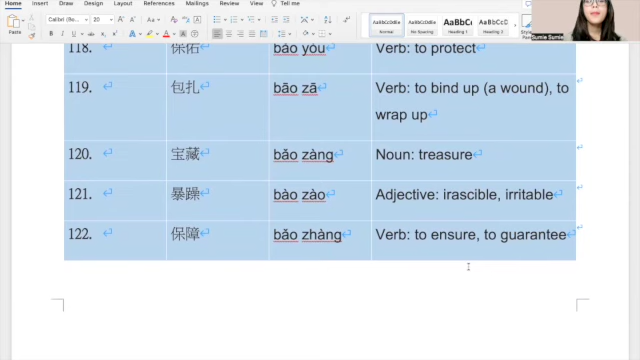 Home Insert Draw Design Layout References Mailings Review View Tell me
Calibri (Bo... 20
AaBbCcDdEe AaBbCcDdEe AaBbC AaBbCcD
Paste Normal No Spacing Heading 1 Heading 2
Sumie Sumie
118. 保佑 bǎo yòu Verb: to protect
119. 包扎 bāo zā Verb: to bind up (a wound), to
wrap up
120. 宝藏 bǎo zàng Noun: treasure
121. 暴躁 bào zào Adjective: irascible, irritable
122. 保障 bǎo zhàng Verb: to ensure, to guarantee